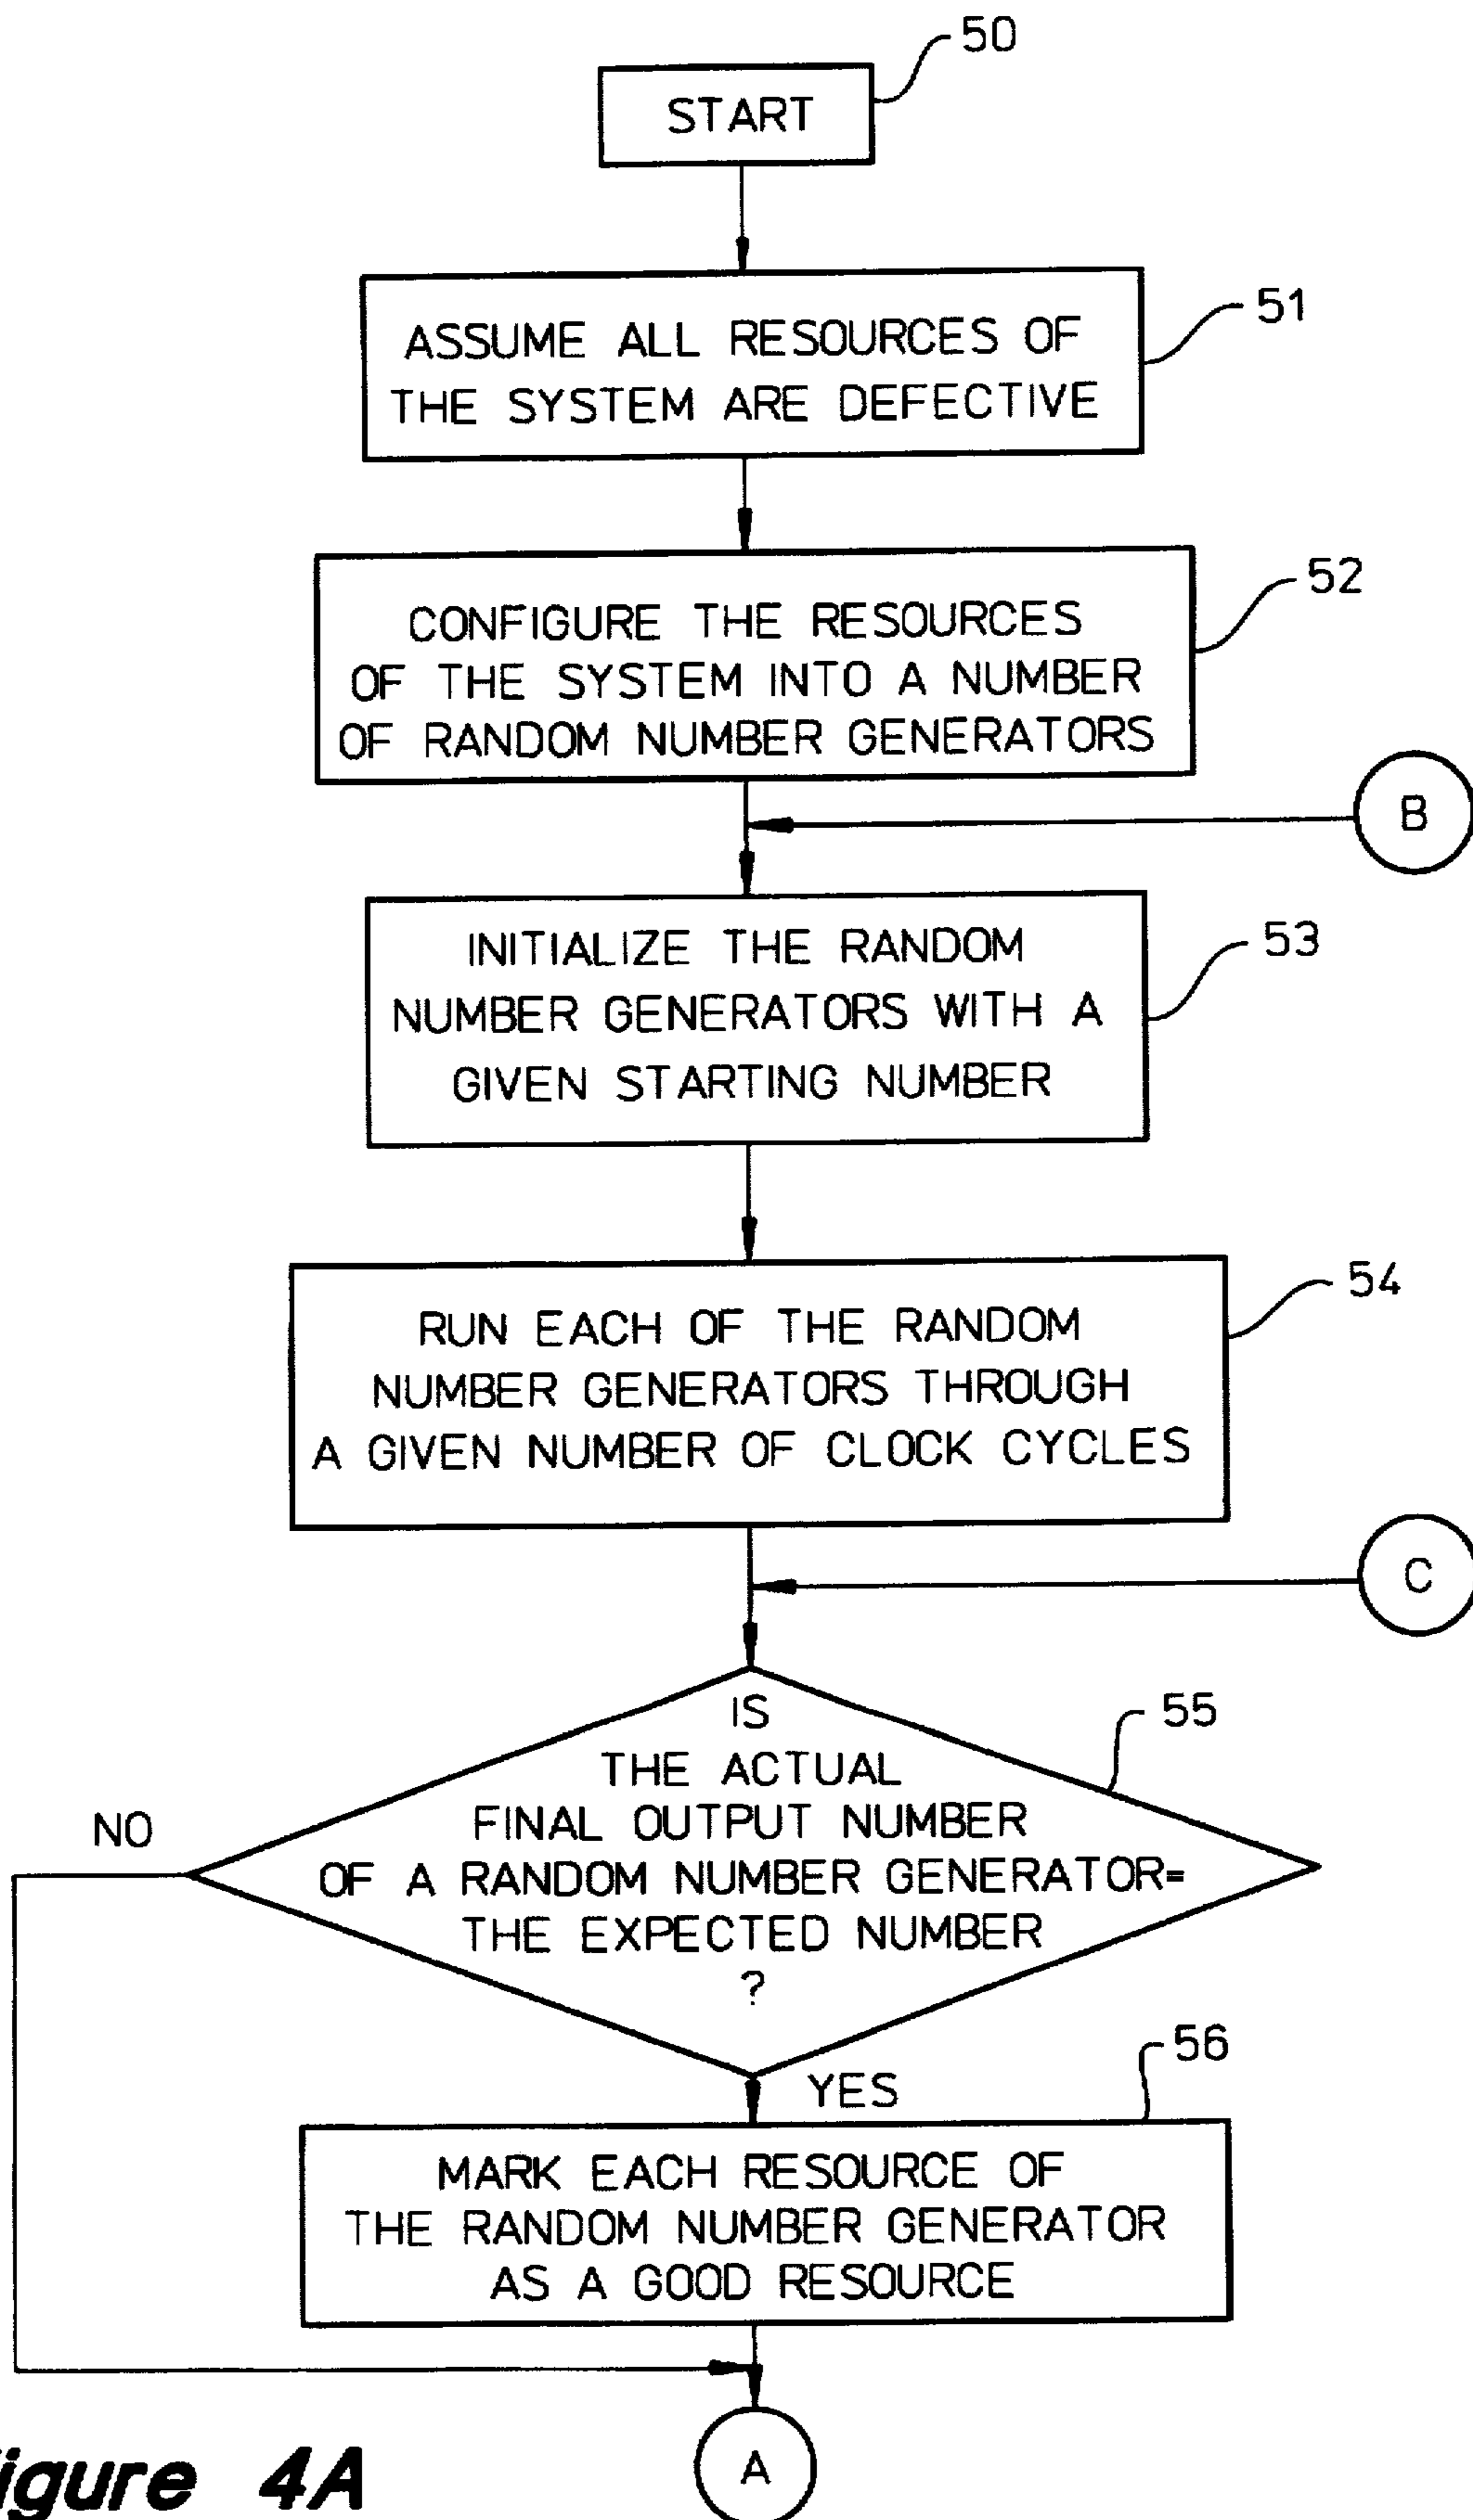 50
START
51
ASSUME ALL RESOURCES OF
THE SYSTEM ARE DEFECTIVE
52
CONFIGURE THE RESOURCES
OF THE SYSTEM INTO A NUMBER
OF RANDOM NUMBER GENERATORS
B
53
INITIALIZE THE RANDOM
NUMBER GENERATORS WITH A
GIVEN STARTING NUMBER
54
RUN EACH OF THE RANDOM
NUMBER GENERATORS THROUGH
A GIVEN NUMBER OF CLOCK CYCLES
C
55
IS
THE ACTUAL
FINAL OUTPUT NUMBER
OF A RANDOM NUMBER GENERATOR=
THE EXPECTED NUMBER
?
NO
YES
56
MARK EACH RESOURCE OF
THE RANDOM NUMBER GENERATOR
AS A GOOD RESOURCE
A
igure 4A